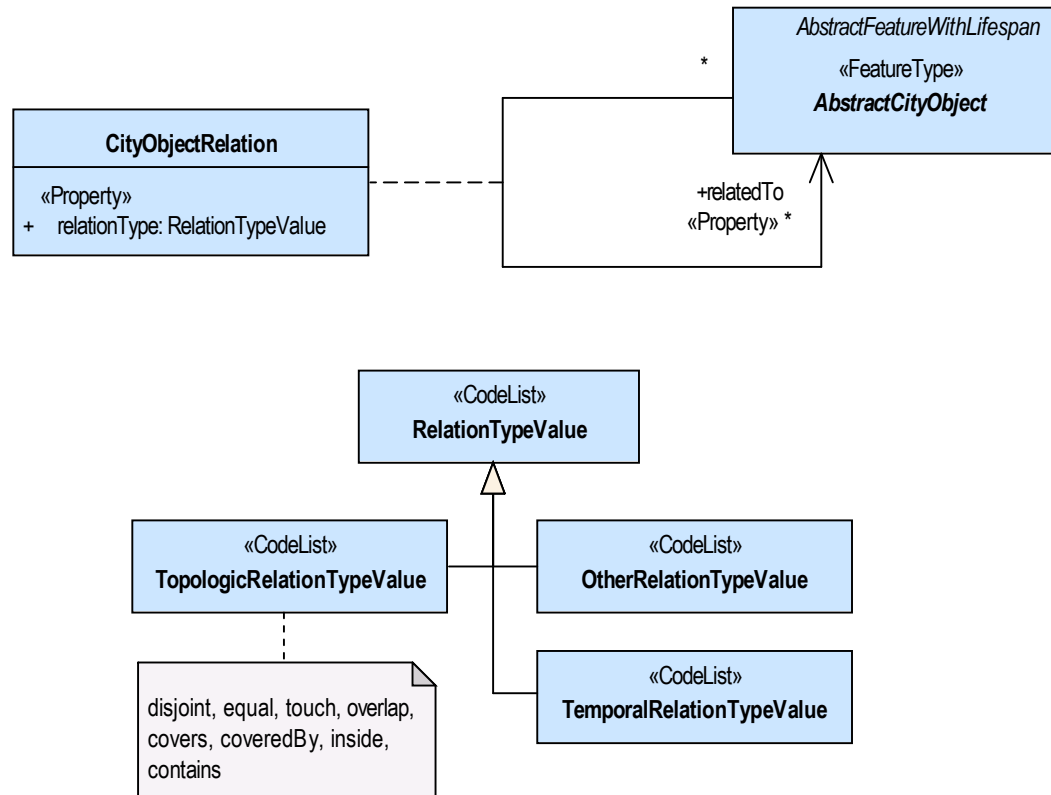 AbstractFeatureWithLifespan
«FeatureType»
AbstractCityObject
*
CityObjectRelation
«Property»
+ relationType: RelationTypeValue
+relatedTo
«Property» *
«CodeList»
RelationTypeValue
«CodeList»
TopologicRelationTypeValue
«CodeList»
OtherRelationTypeValue
«CodeList»
TemporalRelationTypeValue
disjoint, equal, touch, overlap,
covers, coveredBy, inside,
contains